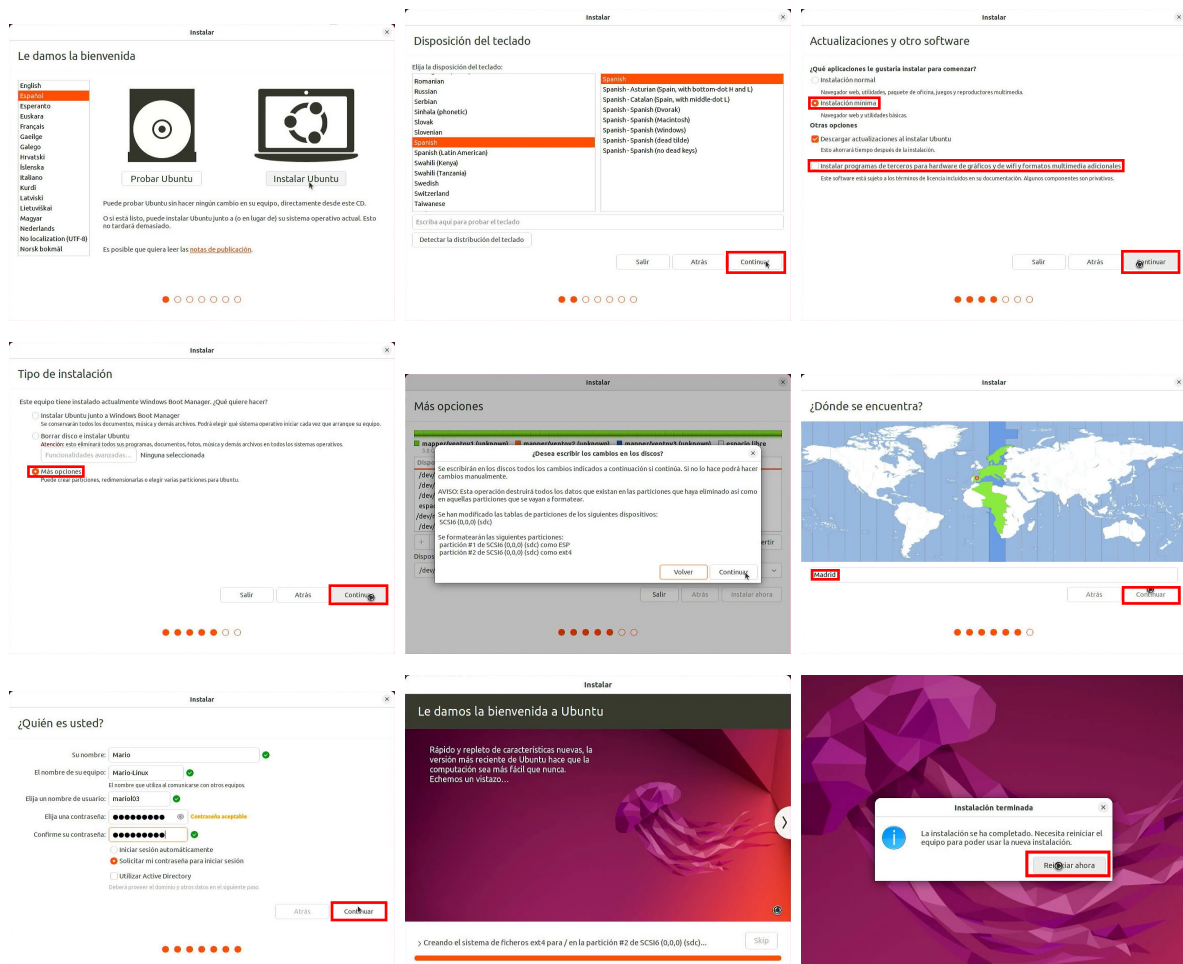 Instalar
Le damos la bienvenida
English
Español
Esperanto
Euskara
Français
Gaeilge
Galego
Hrvatski
Íslenska
Italiano
Kurdî
Latviski
Lietuviškai
Magyar
Nederlands
No localization (UTF-8)
Norsk bokmål
Probar Ubuntu
Instalar Ubuntu
Puede probar Ubuntu sin hacer ningún cambio en su equipo, directamente desde este CD.
O si está listo, puede instalar Ubuntu junto a (o en lugar de) su sistema operativo actual. Esto
no tardará demasiado.
Es posible que quiera leer las notas de publicación.
Instalar
Disposición del teclado
Elija la disposición del teclado:
Romanian
Russian
Serbian
Sinhala (phonetic)
Slovak
Slovenian
Spanish
Spanish (Latin American)
Swahili (Kenya)
Swahili (Tanzania)
Swedish
Switzerland
Taiwanese
Spanish
Spanish - Asturian (Spain, with bottom-dot H and L)
Spanish - Catalan (Spain, with middle-dot L)
Spanish - Spanish (Dvorak)
Spanish - Spanish (Macintosh)
Spanish - Spanish (Windows)
Spanish - Spanish (dead tilde)
Spanish - Spanish (no dead keys)
Escriba aquí para probar el teclado
Detectar la distribución del teclado
Salir
Atrás
Continuar
Instalar
Actualizaciones y otro software
¿Qué aplicaciones le gustaría instalar para comenzar?
Instalación normal
Navegador web, utilidades, paquete de oficina, juegos y reproductores multimedia.
Instalación mínima
Navegador web y utilidades básicas.
Otras opciones
Descargar actualizaciones al instalar Ubuntu
Esto ahorrará tiempo después de la instalación.
Instalar programas de terceros para hardware de gráficos y de wifi y formatos multimedia adicionales
Este software está sujeto a los términos de licencia incluidos en su documentación. Algunos componentes son privativos.
Salir
Atrás
Continuar
Instalar
Tipo de instalación
Este equipo tiene instalado actualmente Windows Boot Manager. ¿Qué quiere hacer?
Instalar Ubuntu junto a Windows Boot Manager
Se conservarán todos los documentos, música y demás archivos. Podrá elegir qué sistema operativo iniciar cada vez que arranque su equipo.
Borrar disco e instalar Ubuntu
Atención: esto eliminará todos sus programas, documentos, fotos, música y demás archivos en todos los sistemas operativos.
Funcionalidades avanzadas...
Ninguna seleccionada
Más opciones
Puede crear particiones, redimensionarlas o elegir varias particiones para Ubuntu.
Salir
Atrás
Continuar
Instalar
Más opciones
mapper/ventoy1 (unknown)
mapper/ventoy2 (unknown)
mapper/ventoy3 (unknown)
espacio libre
¿Desea escribir los cambios en los discos?
Se escribirán en los discos todos los cambios indicados a continuación si continúa. Si no lo hace podrá hacer
cambios manualmente.
AVISO: Esta operación destruirá todos los datos que existan en las particiones que haya eliminado así como
en aquellas particiones que se vayan a formatear.
Se han modificado las tablas de particiones de los siguientes dispositivos:
SCSI6 (0,0,0) (sdc)
Se formatearán las siguientes particiones:
partición #1 de SCSI6 (0,0,0) (sdc) como ESP
partición #2 de SCSI6 (0,0,0) (sdc) como ext4
Volver
Continuar
Salir
Atrás
Instalar ahora
Instalar
¿Dónde se encuentra?
Madrid
Atrás
Continuar
Instalar
¿Quién es usted?
Su nombre: Mario
El nombre de su equipo: Mario-Linux
El nombre que utiliza al comunicarse con otros equipos.
Elija un nombre de usuario: mariol03
Elija una contraseña: ●●●●●●●●● Contraseña aceptable
Confirme su contraseña: ●●●●●●●●●
Iniciar sesión automáticamente
Solicitar mi contraseña para iniciar sesión
Utilizar Active Directory
Deberá proveer el dominio y otros datos en el siguiente paso.
Atrás
Continuar
Instalar
Le damos la bienvenida a Ubuntu
Rápido y repleto de características nuevas, la
versión más reciente de Ubuntu hace que la
computación sea más fácil que nunca.
Echemos un vistazo…
Creando el sistema de ficheros ext4 para / en la partición #2 de SCSI6 (0,0,0) (sdc)...
Skip
Instalación terminada
La instalación se ha completado. Necesita reiniciar el
equipo para poder usar la nueva instalación.
Reiniciar ahora